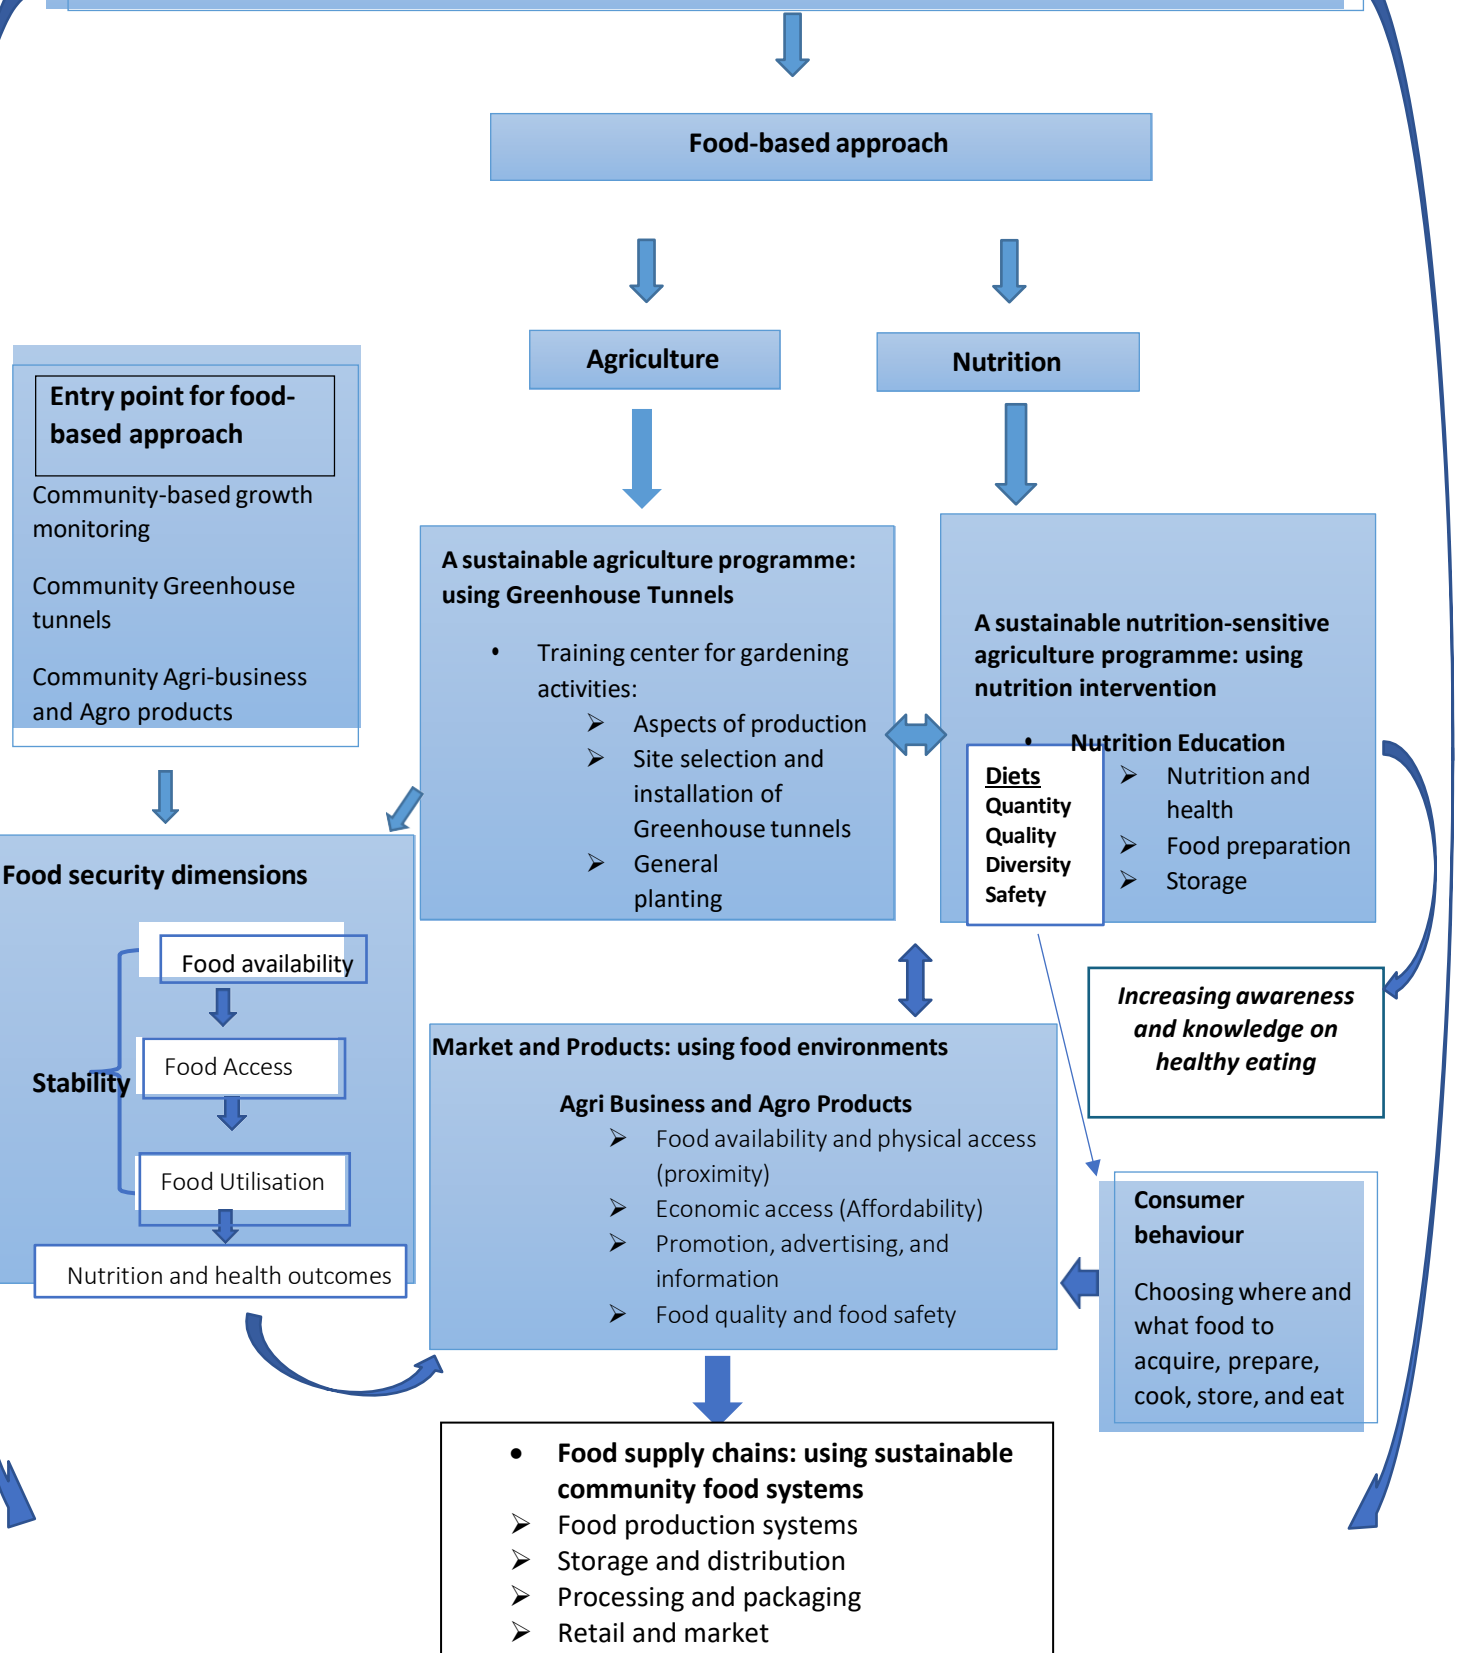 Food-based approach
Agriculture
Nutrition
Entry point for food-
based approach
Community-based growth
monitoring
Community Greenhouse
tunnels
Community Agri-business
and Agro products
A sustainable agriculture programme:
using Greenhouse Tunnels
• Training center for gardening
activities:
➢ Aspects of production
➢ Site selection and
installation of
Greenhouse tunnels
➢ General
planting
A sustainable nutrition-sensitive
agriculture programme: using
nutrition intervention
• Nutrition Education
➢ Nutrition and
health
➢ Food preparation
➢ Storage
Diets
Quantity
Quality
Diversity
Safety
Food security dimensions
Food availability
Food Access
Stability
Food Utilisation
Nutrition and health outcomes
Increasing awareness
and knowledge on
healthy eating
Market and Products: using food environments
Agri Business and Agro Products
➢ Food availability and physical access
(proximity)
➢ Economic access (Affordability)
➢ Promotion, advertising, and
information
➢ Food quality and food safety
Consumer
behaviour
Choosing where and
what food to
acquire, prepare,
cook, store, and eat
• Food supply chains: using sustainable
community food systems
➢ Food production systems
➢ Storage and distribution
➢ Processing and packaging
➢ Retail and market